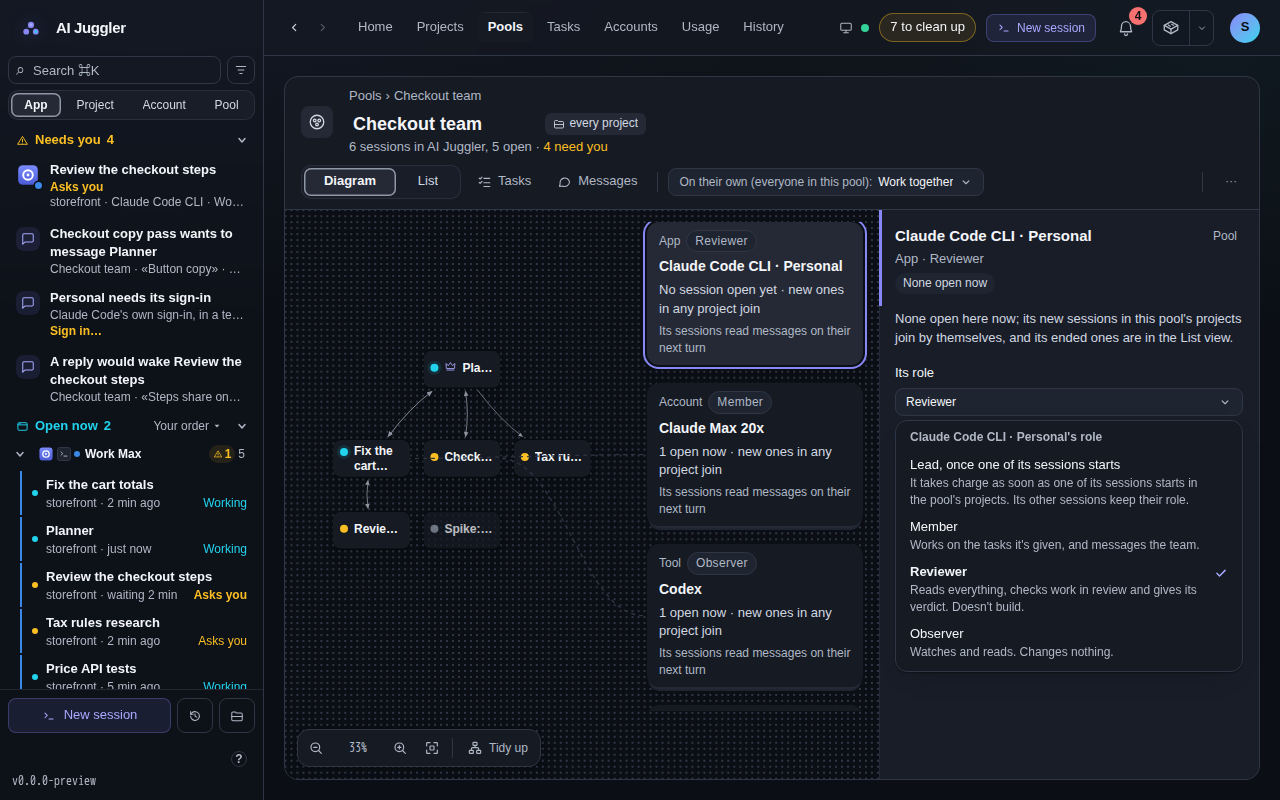 AI Juggler
Search ⌘K
App
Project
Account
Pool
Needs you 4
Review the checkout steps
Asks you
storefront · Claude Code CLI · Wo…
Checkout copy pass wants to
message Planner
Checkout team · «Button copy» · …
Personal needs its sign-in
Claude Code's own sign-in, in a te…
Sign in…
A reply would wake Review the
checkout steps
Checkout team · «Steps share on…
Open now 2
Your order
Work Max
1 5
Fix the cart totals
storefront · 2 min ago
Working
Planner
storefront · just now
Working
Review the checkout steps
storefront · waiting 2 min
Asks you
Tax rules research
storefront · 2 min ago
Asks you
Price API tests
storefront · 5 min ago
Working
New session
?
v0.0.0-preview
Home
Projects
Pools
Tasks
Accounts
Usage
History
7 to clean up
New session
4
S
Pools › Checkout team
Checkout team
every project
6 sessions in AI Juggler, 5 open · 4 need you
Diagram
List
Tasks
Messages
On their own (everyone in this pool): Work together
Pla…
Fix the
cart…
Check…
Tax ru…
Revie…
Spike:…
App Reviewer
Claude Code CLI · Personal
No session open yet · new ones
in any project join
Its sessions read messages on their
next turn
Account Member
Claude Max 20x
1 open now · new ones in any
project join
Its sessions read messages on their
next turn
Tool Observer
Codex
1 open now · new ones in any
project join
Its sessions read messages on their
next turn
33%
Tidy up
Claude Code CLI · Personal
Pool
App · Reviewer
None open now
None open here now; its new sessions in this pool's projects
join by themselves, and its ended ones are in the List view.
Its role
Reviewer
Claude Code CLI · Personal's role
Lead, once one of its sessions starts
It takes charge as soon as one of its sessions starts in
the pool's projects. Its other sessions keep their role.
Member
Works on the tasks it's given, and messages the team.
Reviewer
Reads everything, checks work in review and gives its
verdict. Doesn't build.
Observer
Watches and reads. Changes nothing.